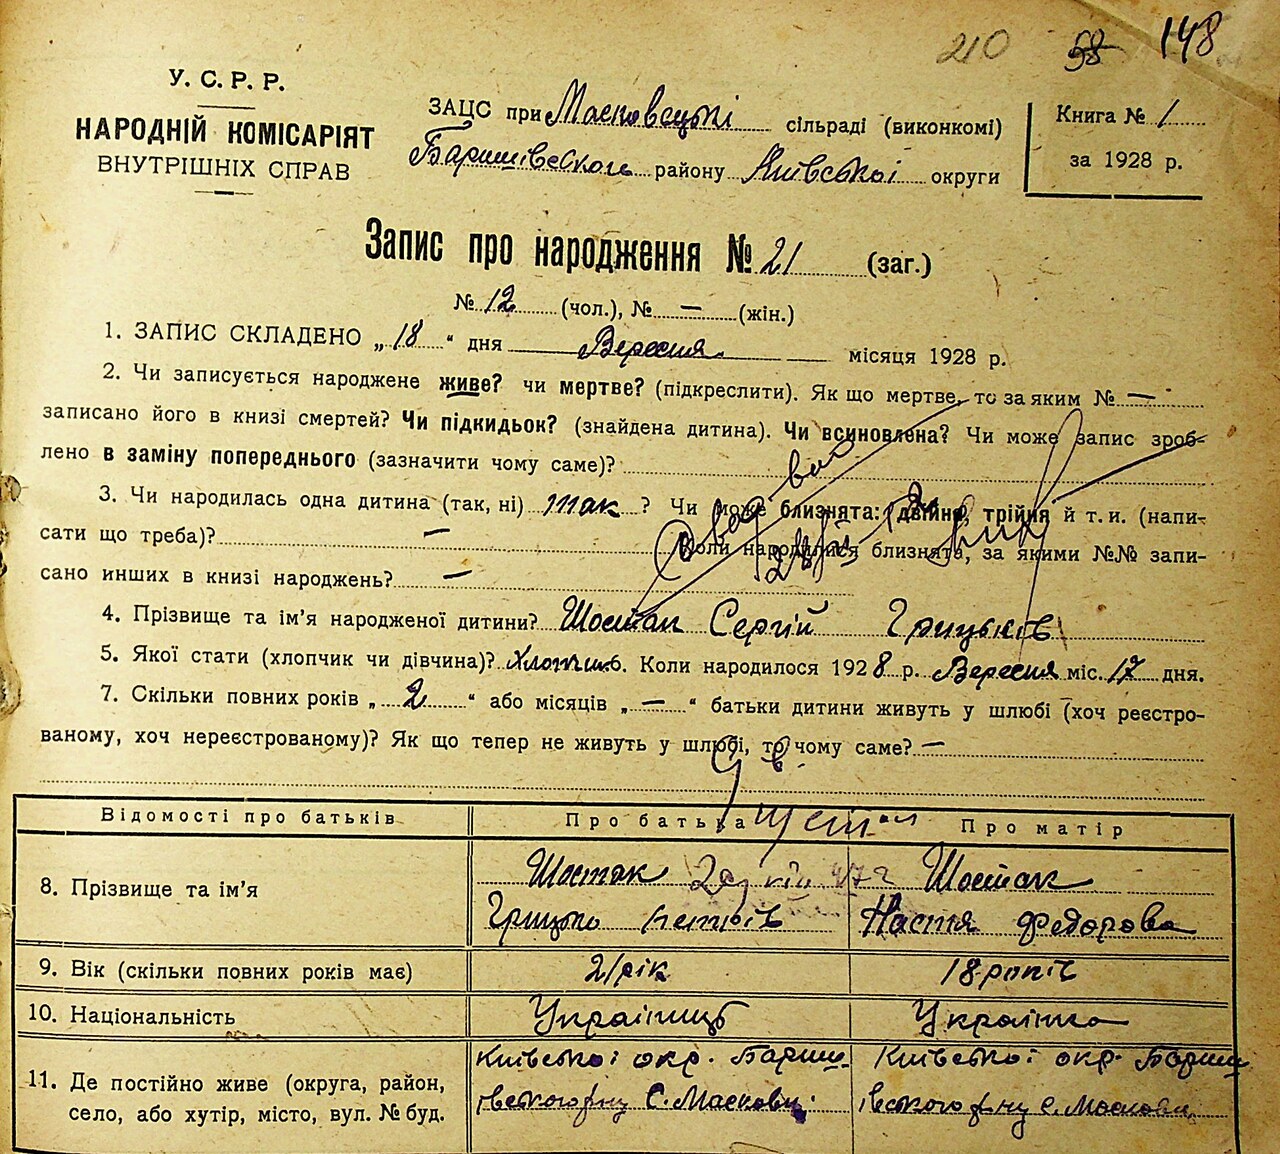 210 58 148
У. С. Р. Р.
НАРОДНІЙ КОМІСАРІЯТ
ВНУТРІШНІХ СПРАВ
ЗАЦС при Масковецькі сільраді (виконкомі)
Баришівського району Київської округи
Книга № 1
за 1928 р.
Запис про народження № 21 (заг.)
№ 12 (чол.), № — (жін.)
1. ЗАПИС СКЛАДЕНО „18“ дня Вересня місяця 1928 р.
2. Чи записується народжене живе? чи мертве? (підкреслити). Як що мертве, то за яким № —
записано його в книзі смертей? Чи підкидьок? (знайдена дитина). Чи всиновлена? Чи може запис зроб-
лено в заміну попереднього (зазначити чому саме)?
3. Чи народилась одна дитина (так, ні) так ? Чи може близнята: двійня, трійня й т. и. (напи-
сати що треба)? — Коли народилися близнята, за якими №№ запи-
сано инших в книзі народжень? —
4. Прізвище та ім'я народженої дитини? Шостак Сергій Грицьків
5. Якої стати (хлопчик чи дівчина)? Хлопчик 6. Коли народилося 1928 р. Вересня міс. 17 дня.
7. Скільки повних років „2“ або місяців „—“ батьки дитини живуть у шлюбі (хоч реєстро-
ваному, хоч нереєстрованому)? Як що тепер не живуть у шлюбі, то чому саме? —
Відомості про батьків Про батька Про матір
8. Прізвище та ім'я Шостак Шостак
Грицько Петрів Настя Федорова
9. Вік (скільки повних років має) 21 рік 18 років
10. Національність Українець Українка
11. Де постійно живе (округа, район, Київської окр. Бариш Київської окр. Бариш
село, або хутір, місто, вул. № буд. івського р-ну С. Масковці івського р-ну с. Масковці